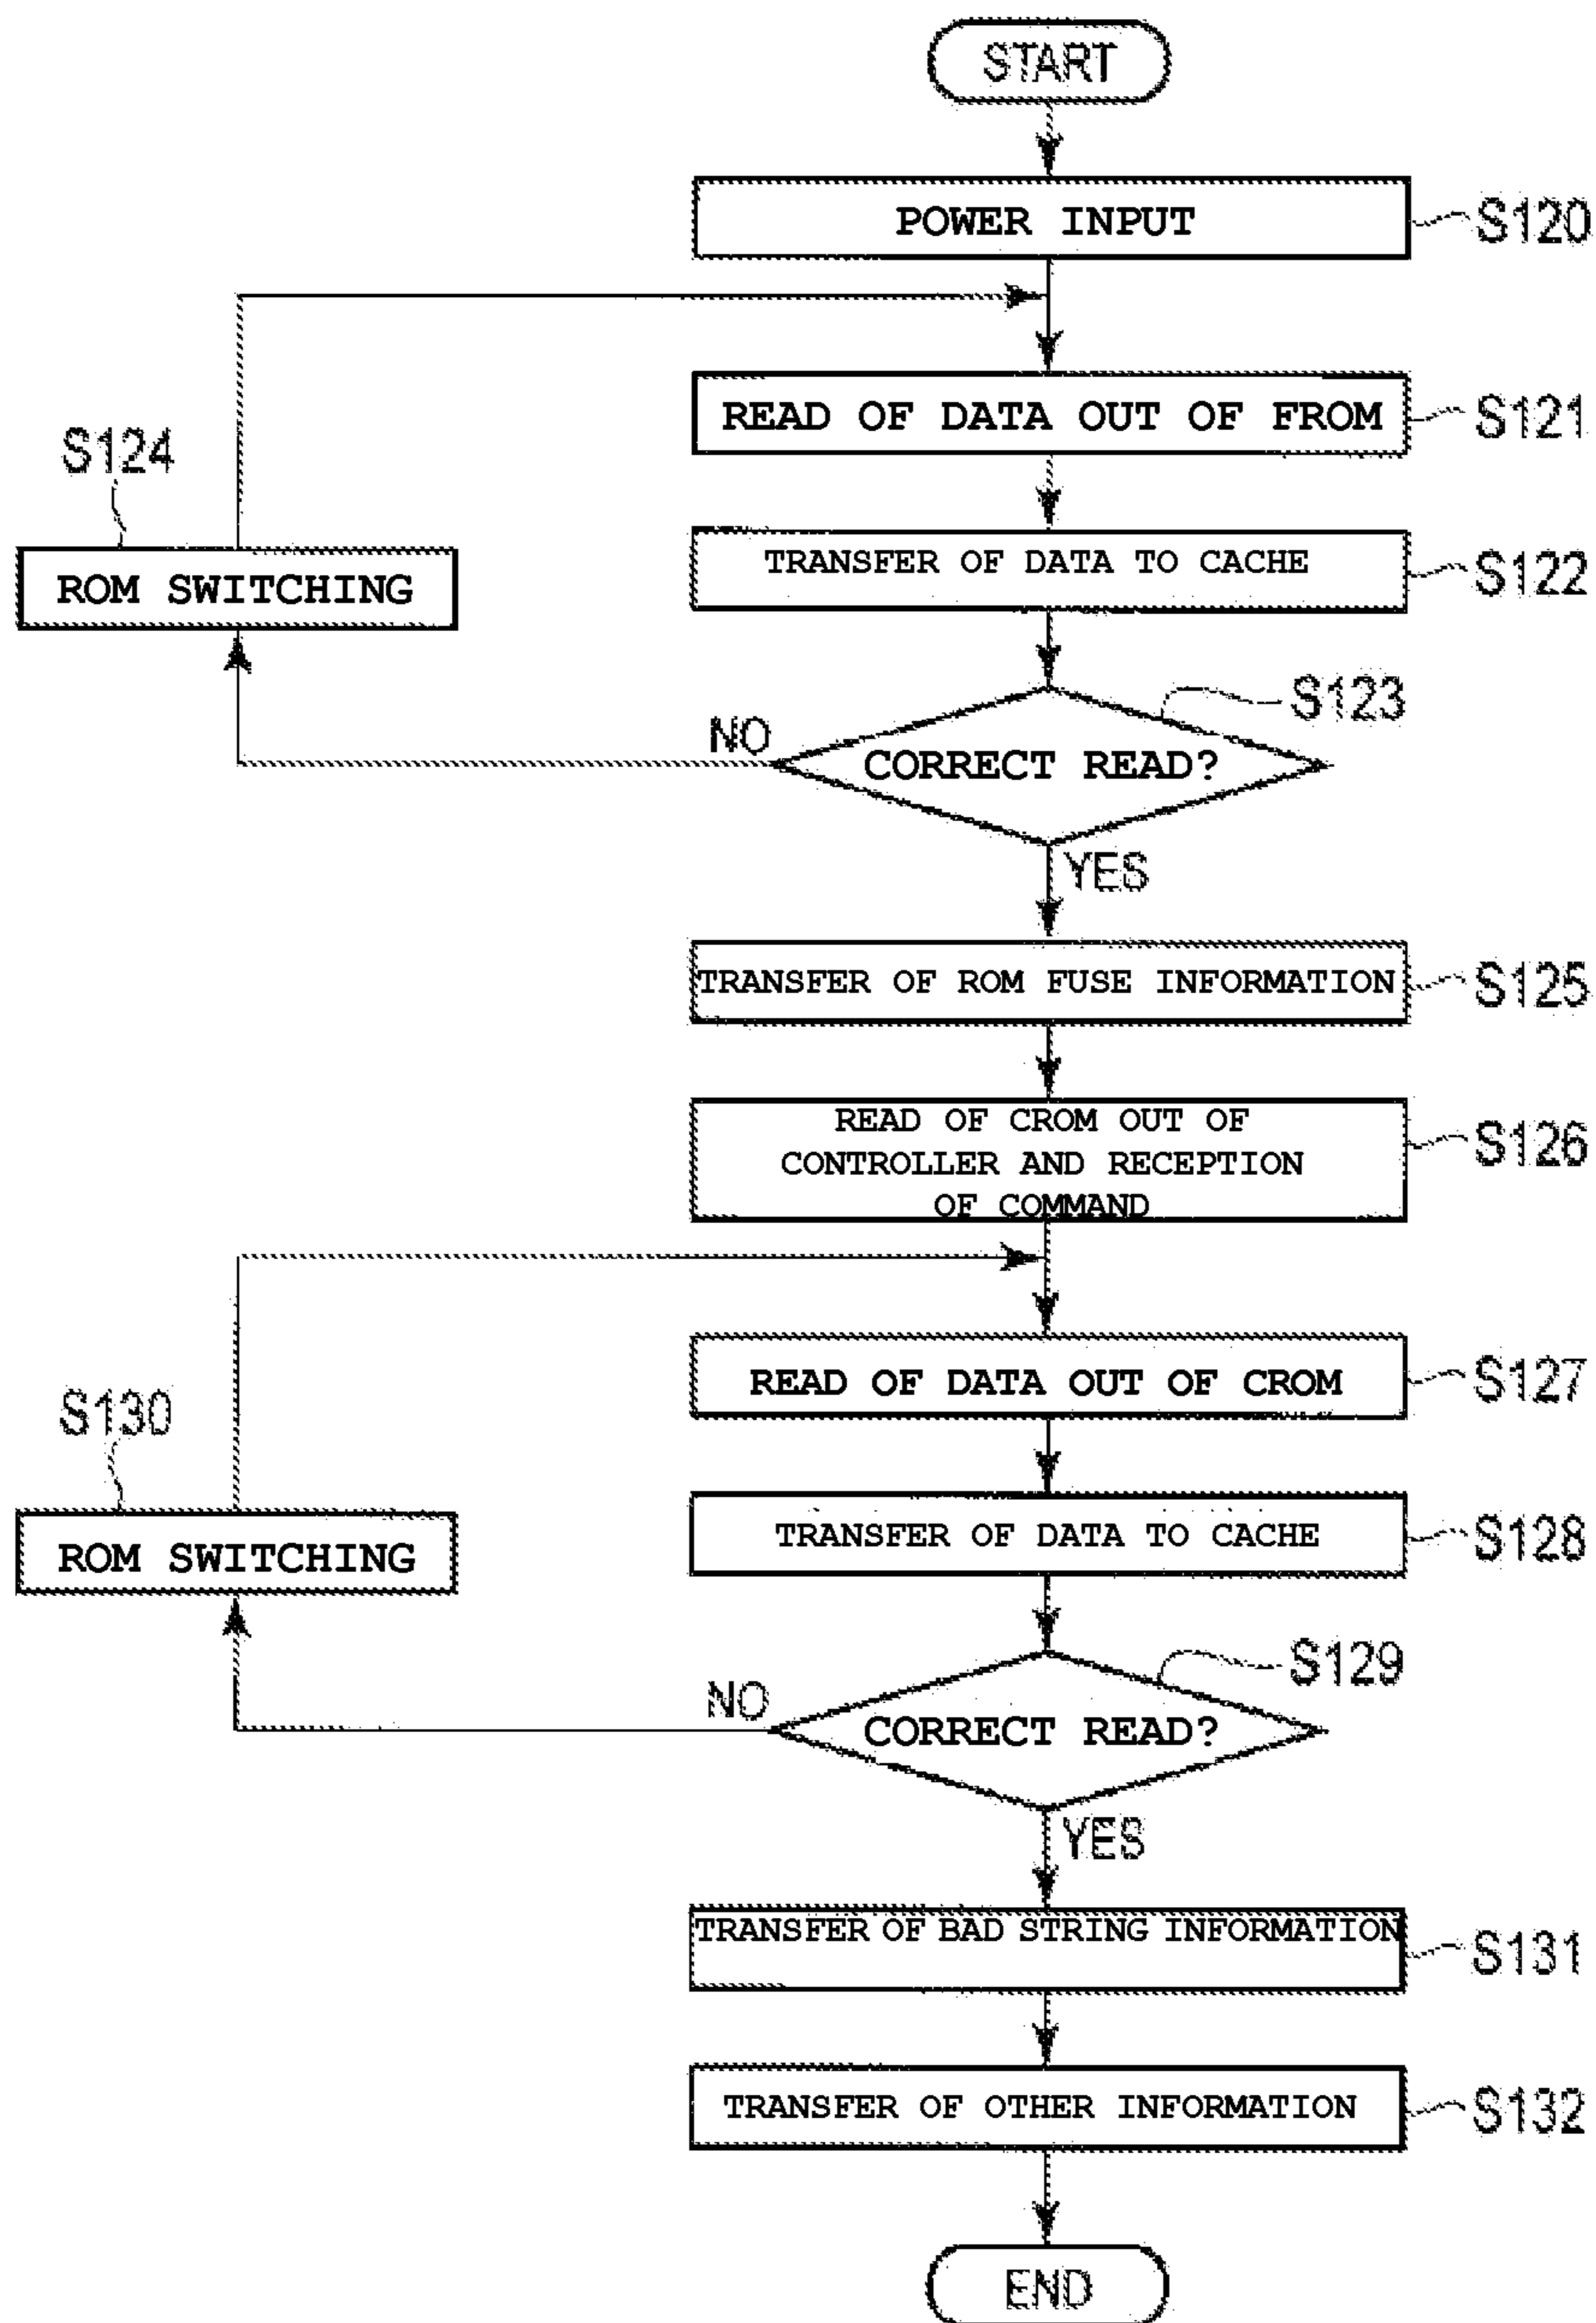 START
POWER INPUT
S120
READ OF DATA OUT OF FROM
S121
S124
ROM SWITCHING
TRANSFER OF DATA TO CACHE
S122
S123
NO
CORRECT READ?
YES
TRANSFER OF ROM FUSE INFORMATION
S125
READ OF CROM OUT OF
CONTROLLER AND RECEPTION
OF COMMAND
S126
READ OF DATA OUT OF CROM
S127
S130
ROM SWITCHING
TRANSFER OF DATA TO CACHE
S128
S129
NO
CORRECT READ?
YES
TRANSFER OF BAD STRING INFORMATION
S131
TRANSFER OF OTHER INFORMATION
S132
END